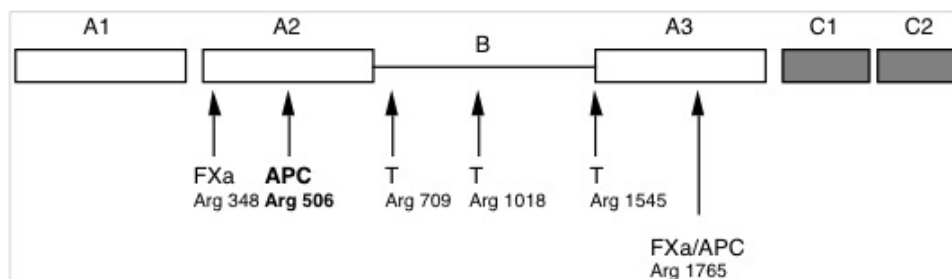 A1 A2 B A3 C1 C2
FXa APC T T T
Arg 348 Arg 506 Arg 709 Arg 1018 Arg 1545
FXa/APC
Arg 1765